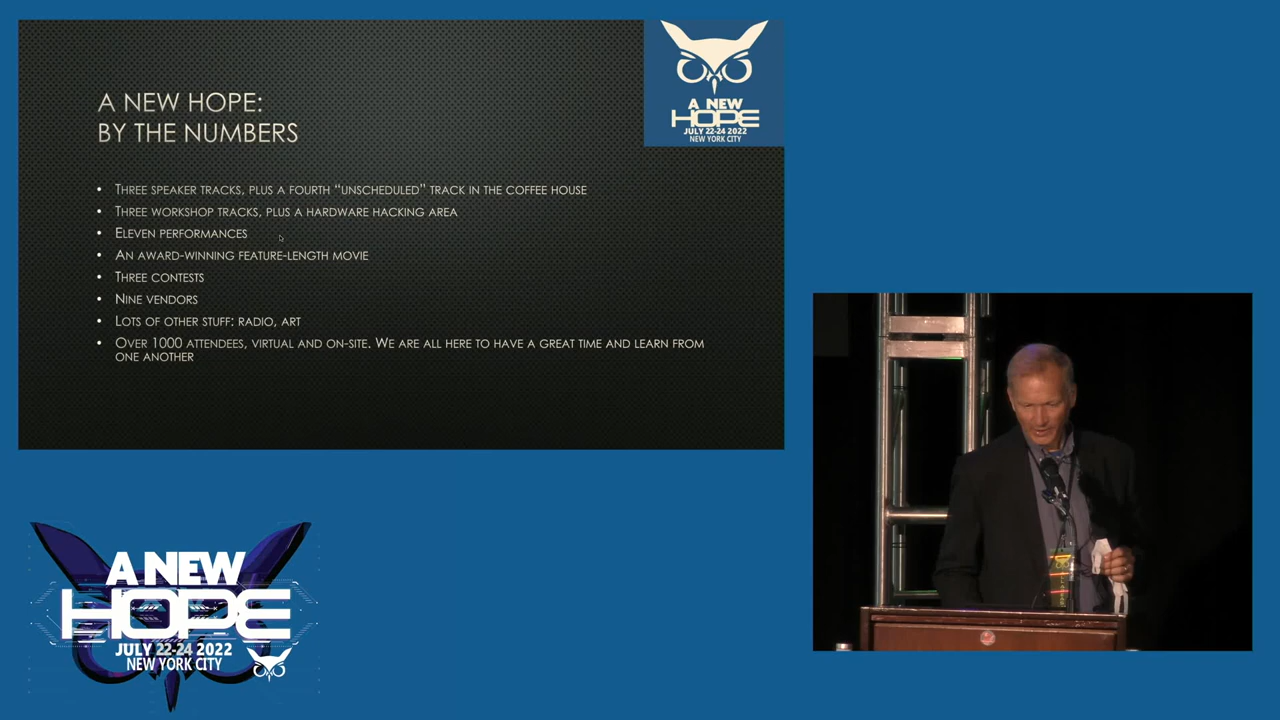 A NEW HOPE:
BY THE NUMBERS
A NEW
HOPE
JULY 22-24 2022
NEW YORK CITY
• THREE SPEAKER TRACKS, PLUS A FOURTH “UNSCHEDULED” TRACK IN THE COFFEE HOUSE
• THREE WORKSHOP TRACKS, PLUS A HARDWARE HACKING AREA
• ELEVEN PERFORMANCES
• AN AWARD-WINNING FEATURE-LENGTH MOVIE
• THREE CONTESTS
• NINE VENDORS
• LOTS OF OTHER STUFF: RADIO, ART
• OVER 1000 ATTENDEES, VIRTUAL AND ON-SITE. WE ARE ALL HERE TO HAVE A GREAT TIME AND LEARN FROM
ONE ANOTHER
A NEW
HOPE
JULY 22-24 2022
NEW YORK CITY